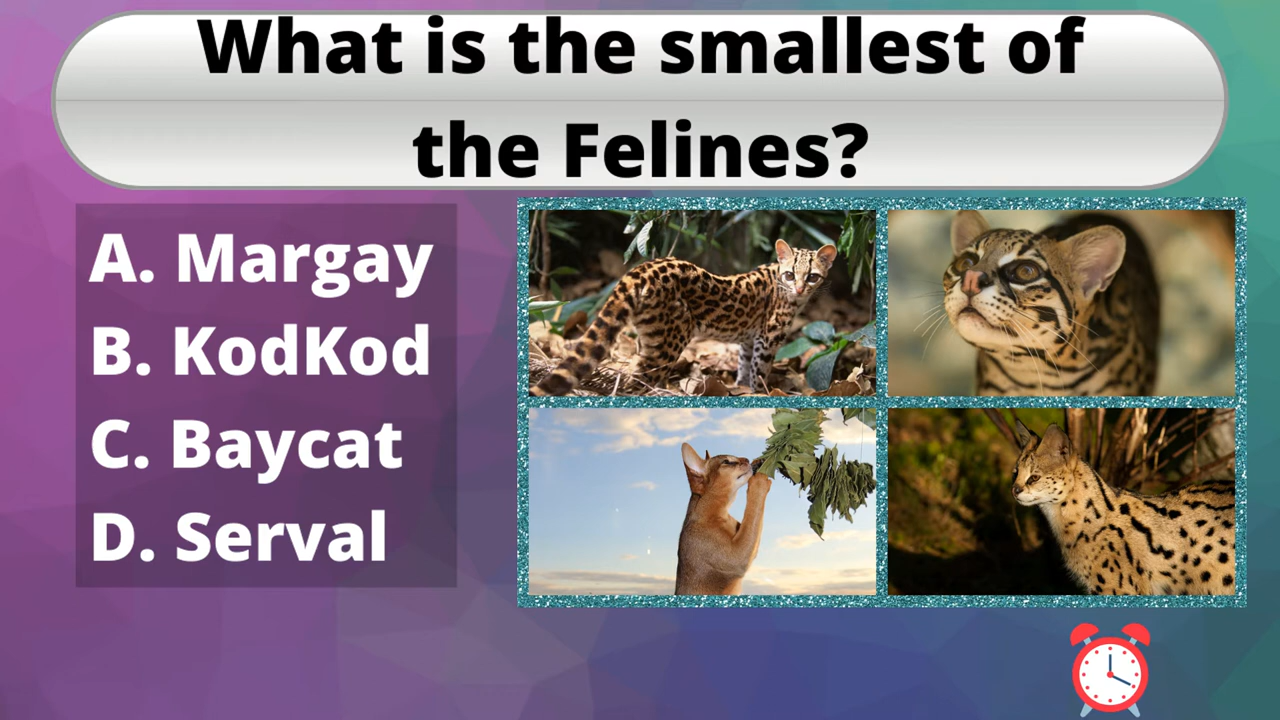 What is the smallest of
the Felines?
A. Margay
B. KodKod
C. Baycat
D. Serval